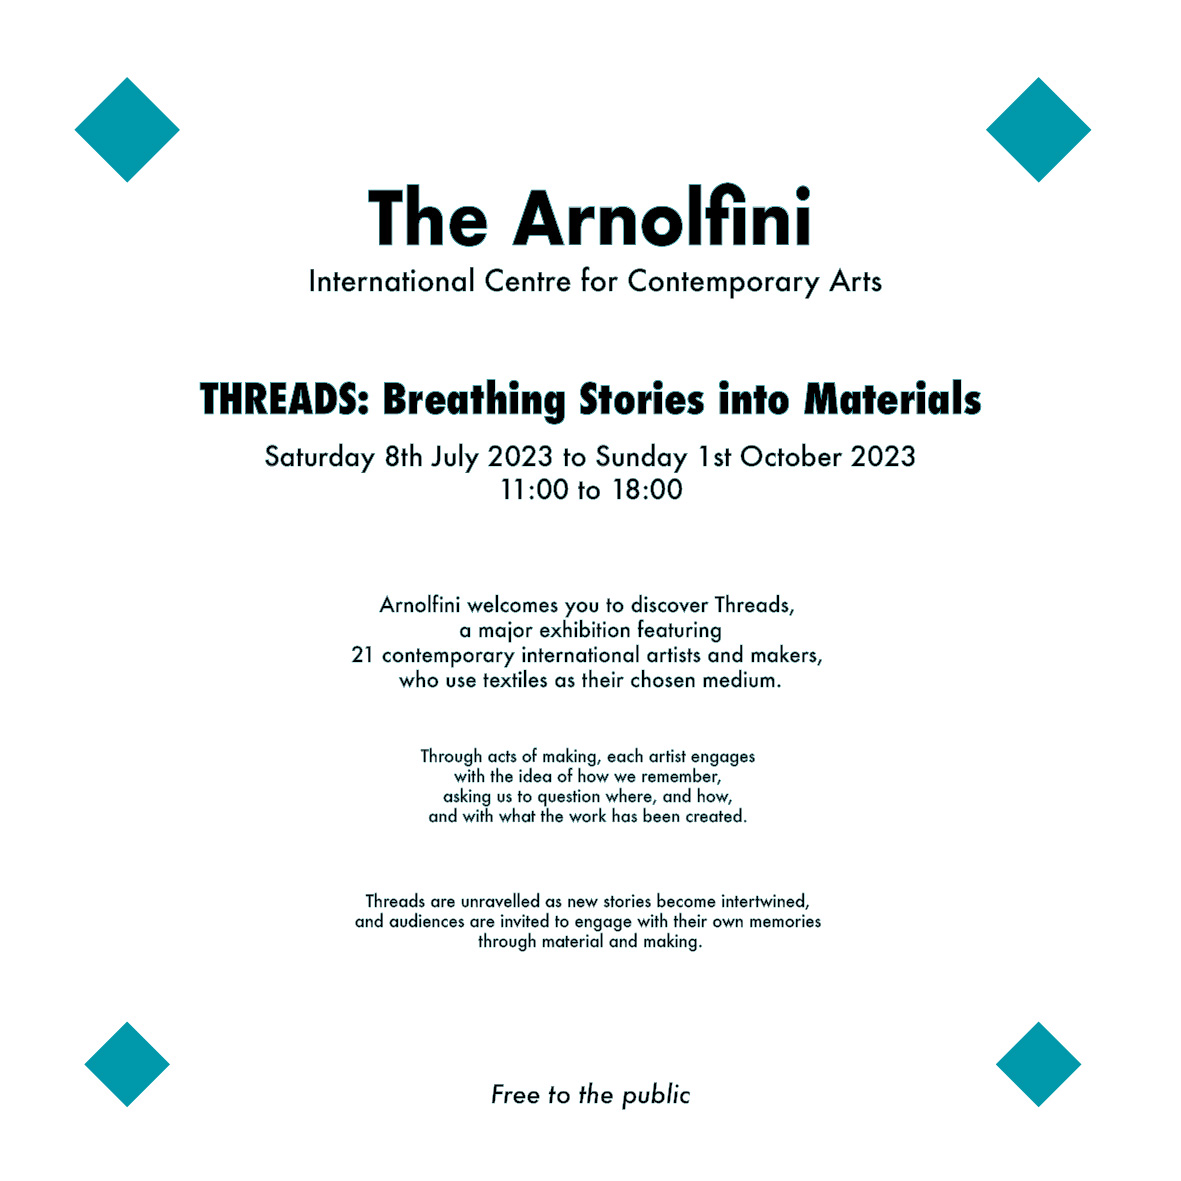 The Arnolfini
International Centre for Contemporary Arts
THREADS: Breathing Stories into Materials
Saturday 8th July 2023 to Sunday 1st October 2023
11:00 to 18:00
Arnolfini welcomes you to discover Threads,
a major exhibition featuring
21 contemporary international artists and makers,
who use textiles as their chosen medium.
Through acts of making, each artist engages
with the idea of how we remember,
asking us to question where, and how,
and with what the work has been created.
Threads are unravelled as new stories become intertwined,
and audiences are invited to engage with their own memories
through material and making.
Free to the public